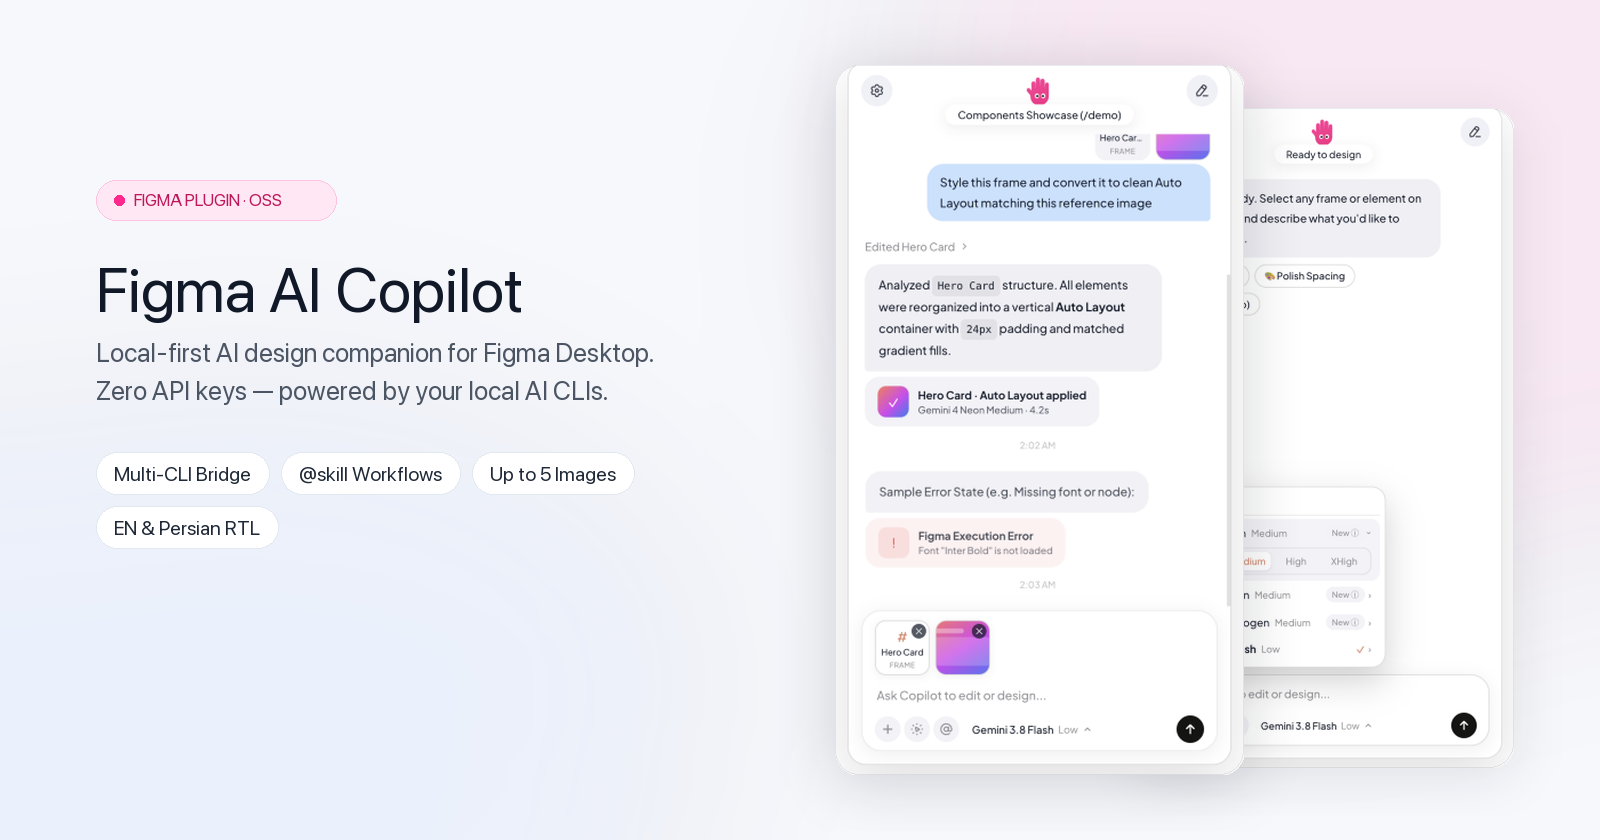 FIGMA PLUGIN · OSS
Figma AI Copilot
Local-first AI design companion for Figma Desktop.
Zero API keys — powered by your local AI CLIs.
Multi-CLI Bridge
@skill Workflows
Up to 5 Images
EN & Persian RTL
Components Showcase (/demo)
Hero Car...
FRAME
Style this frame and convert it to clean Auto
Layout matching this reference image
Edited Hero Card >
Analyzed Hero Card structure. All elements
were reorganized into a vertical Auto Layout
container with 24px padding and matched
gradient fills.
Hero Card · Auto Layout applied
Gemini 4 Neon Medium · 4.2s
2:02 AM
Sample Error State (e.g. Missing font or node):
Figma Execution Error
Font "Inter Bold" is not loaded
2:03 AM
# 
Hero Card
FRAME
Ask Copilot to edit or design...
Gemini 3.8 Flash Low
Ready to design
Select any frame or element on
describe what you'd like to
Polish Spacing
Medium New
High XHigh
Medium New
Medium New
Low
edit or design...
Gemini 3.8 Flash Low